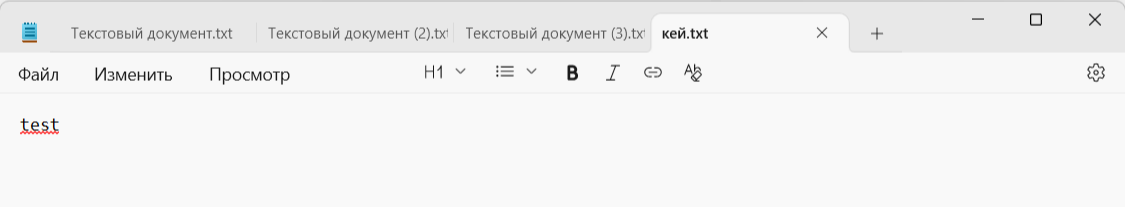 Текстовый документ.txt Текстовый документ (2).txt Текстовый документ (3).txt кей.txt
Файл Изменить Просмотр H1 B I
test